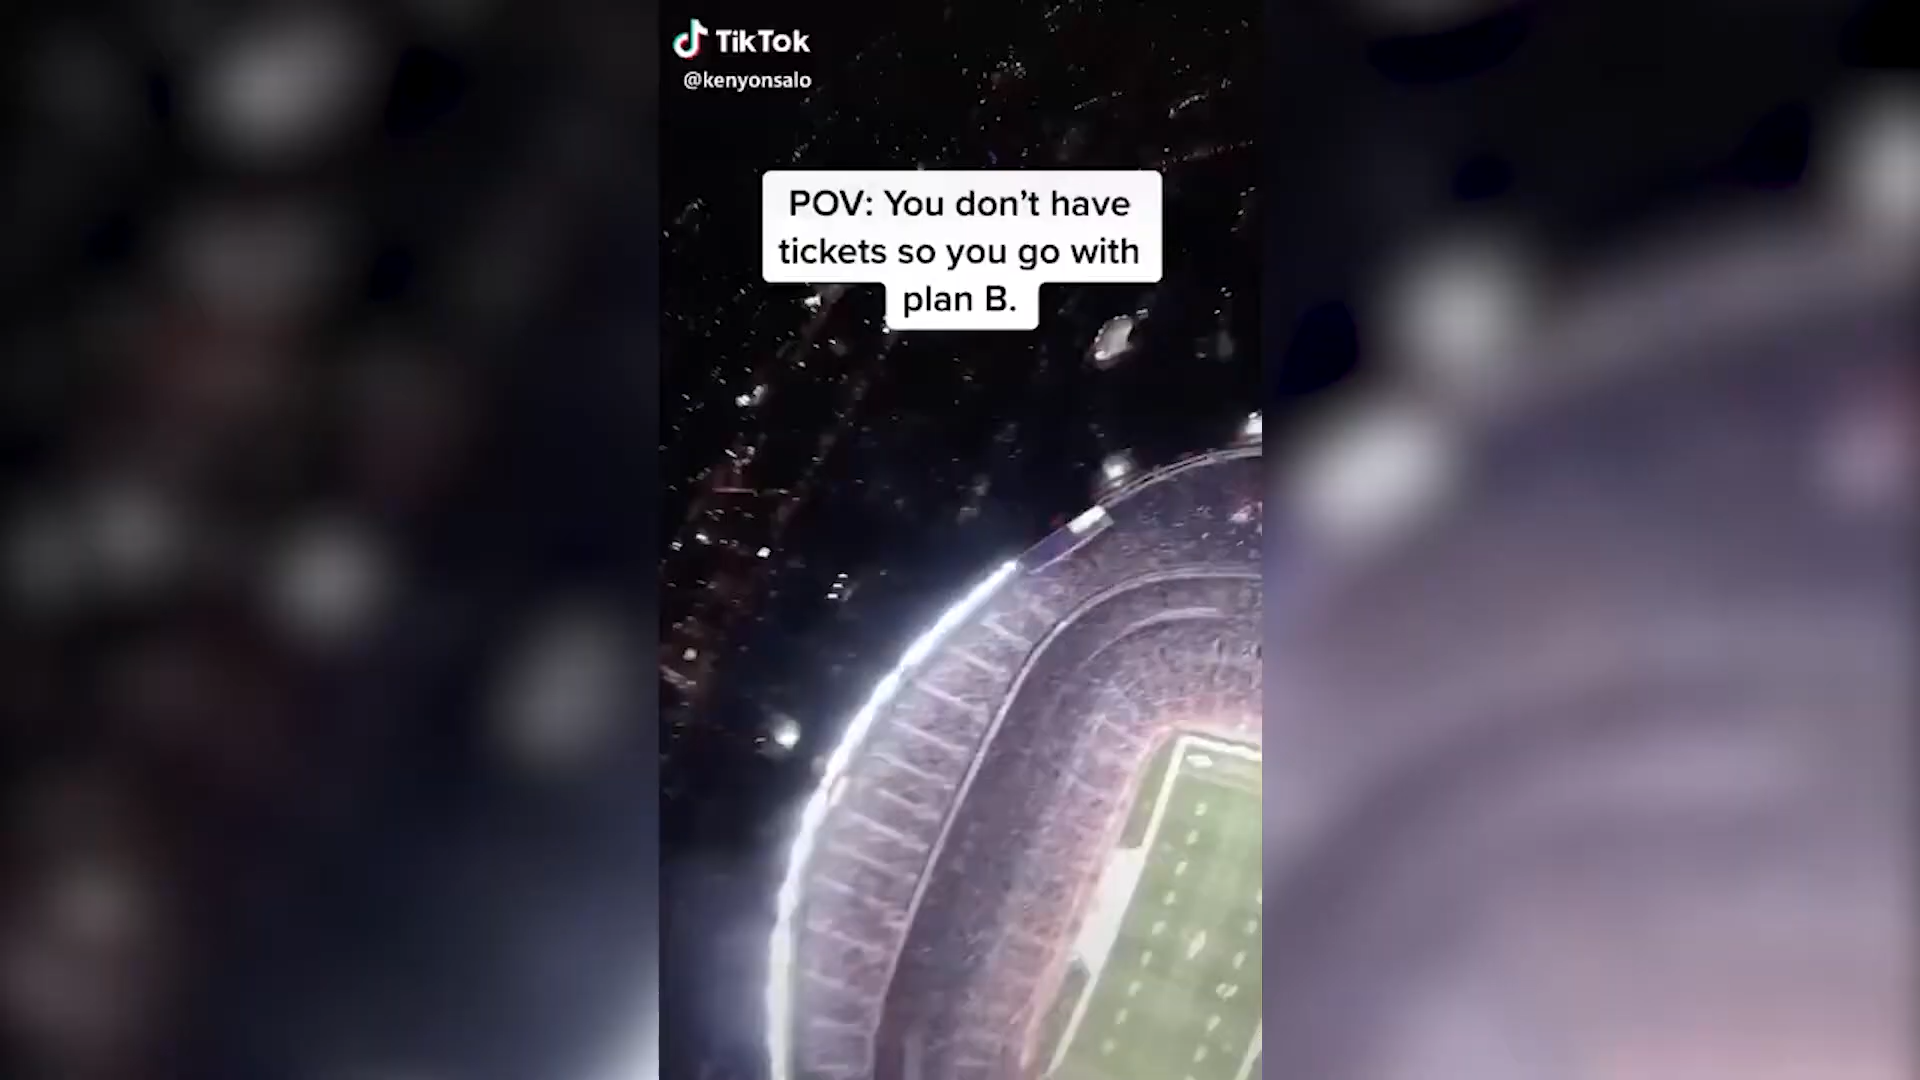 TikTok
@kenyonsalo
POV: You don’t have
tickets so you go with
plan B.